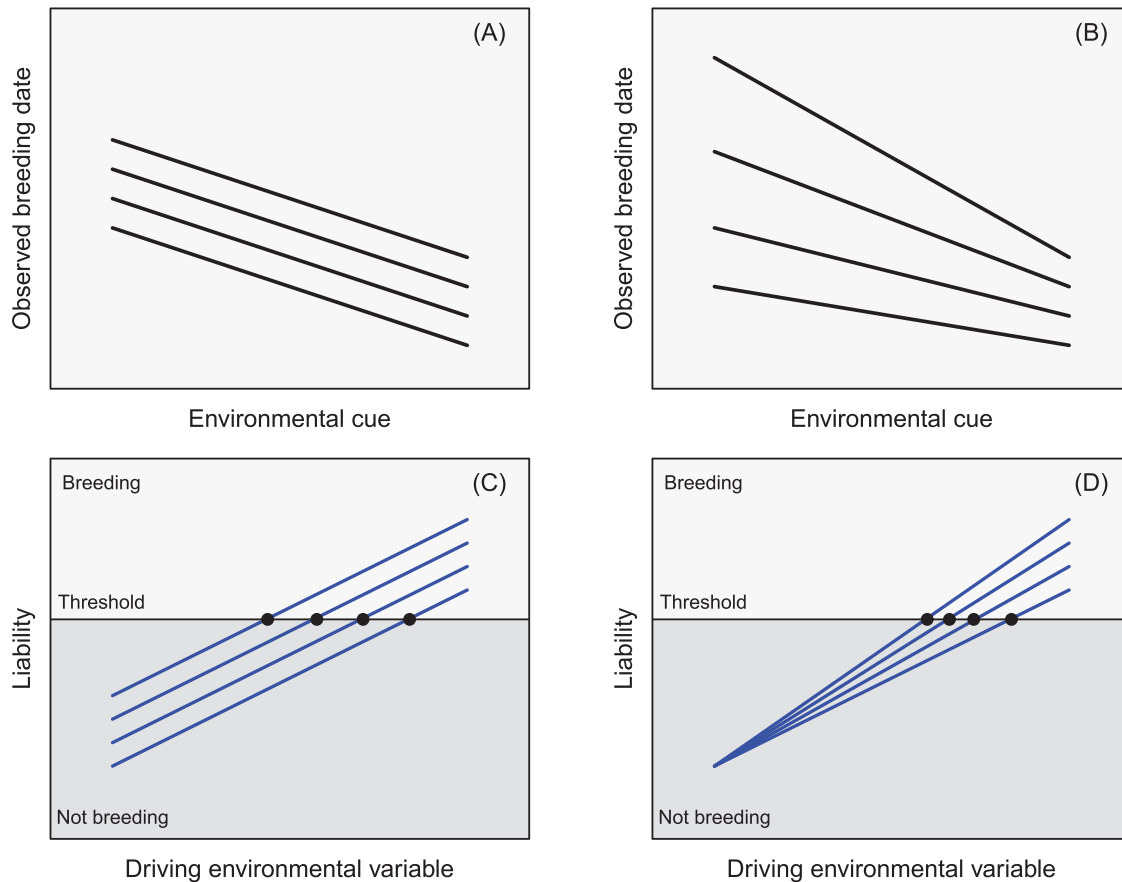 (A)
Observed breeding date
Environmental cue
(B)
Observed breeding date
Environmental cue
Breeding
(C)
Threshold
Liability
Not breeding
Driving environmental variable
Breeding
(D)
Threshold
Liability
Not breeding
Driving environmental variable